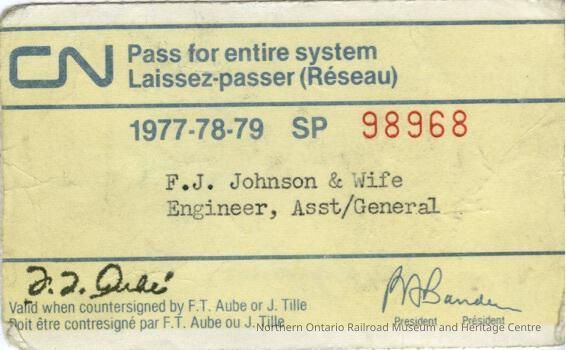 CN Pass for entire system
Laissez-passer (Réseau)
1977-78-79 SP 98968
F.J. Johnson & Wife
Engineer, Asst/General
F.T. Aubé
Valid when countersigned by F.T. Aube or J. Tille
Doit être contresigné par F.T. Aube ou J. Tille
President Président
Northern Ontario Railroad Museum and Heritage Centre